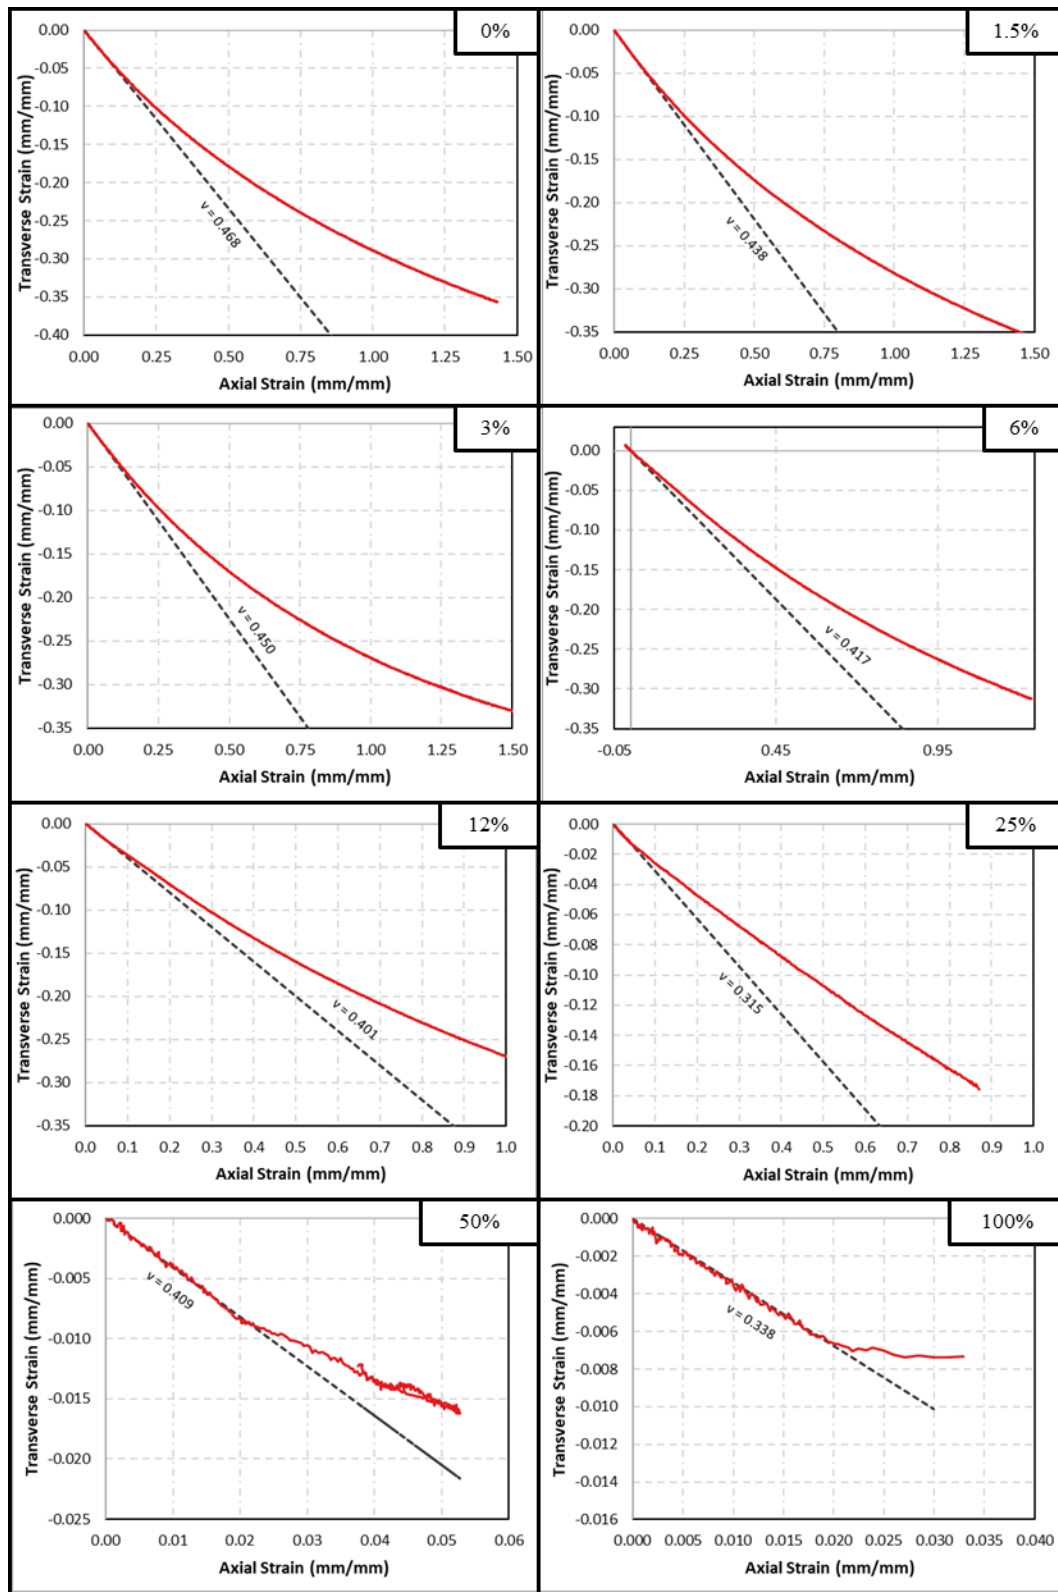 0%
0.00
-0.05
-0.10
-0.15
-0.20
-0.25
-0.30
-0.35
-0.40
Transverse Strain (mm/mm)
v = 0.468
0.00 0.25 0.50 0.75 1.00 1.25 1.50
Axial Strain (mm/mm)
1.5%
0.00
-0.05
-0.10
-0.15
-0.20
-0.25
-0.30
-0.35
Transverse Strain (mm/mm)
v = 0.438
0.00 0.25 0.50 0.75 1.00 1.25 1.50
Axial Strain (mm/mm)
3%
0.00
-0.05
-0.10
-0.15
-0.20
-0.25
-0.30
-0.35
Transverse Strain (mm/mm)
v = 0.450
0.00 0.25 0.50 0.75 1.00 1.25 1.50
Axial Strain (mm/mm)
6%
0.00
-0.05
-0.10
-0.15
-0.20
-0.25
-0.30
-0.35
Transverse Strain (mm/mm)
v = 0.417
-0.05 0.45 0.95
Axial Strain (mm/mm)
12%
0.00
-0.05
-0.10
-0.15
-0.20
-0.25
-0.30
-0.35
Transverse Strain (mm/mm)
v = 0.401
0.0 0.1 0.2 0.3 0.4 0.5 0.6 0.7 0.8 0.9 1.0
Axial Strain (mm/mm)
25%
0.00
-0.02
-0.04
-0.06
-0.08
-0.10
-0.12
-0.14
-0.16
-0.18
-0.20
Transverse Strain (mm/mm)
v = 0.315
0.0 0.1 0.2 0.3 0.4 0.5 0.6 0.7 0.8 0.9 1.0
Axial Strain (mm/mm)
50%
0.000
-0.005
-0.010
-0.015
-0.020
-0.025
Transverse Strain (mm/mm)
v = 0.409
0.00 0.01 0.02 0.03 0.04 0.05 0.06
Axial Strain (mm/mm)
100%
0.000
-0.002
-0.004
-0.006
-0.008
-0.010
-0.012
-0.014
-0.016
Transverse Strain (mm/mm)
v = 0.338
0.000 0.005 0.010 0.015 0.020 0.025 0.030 0.035 0.040
Axial Strain (mm/mm)